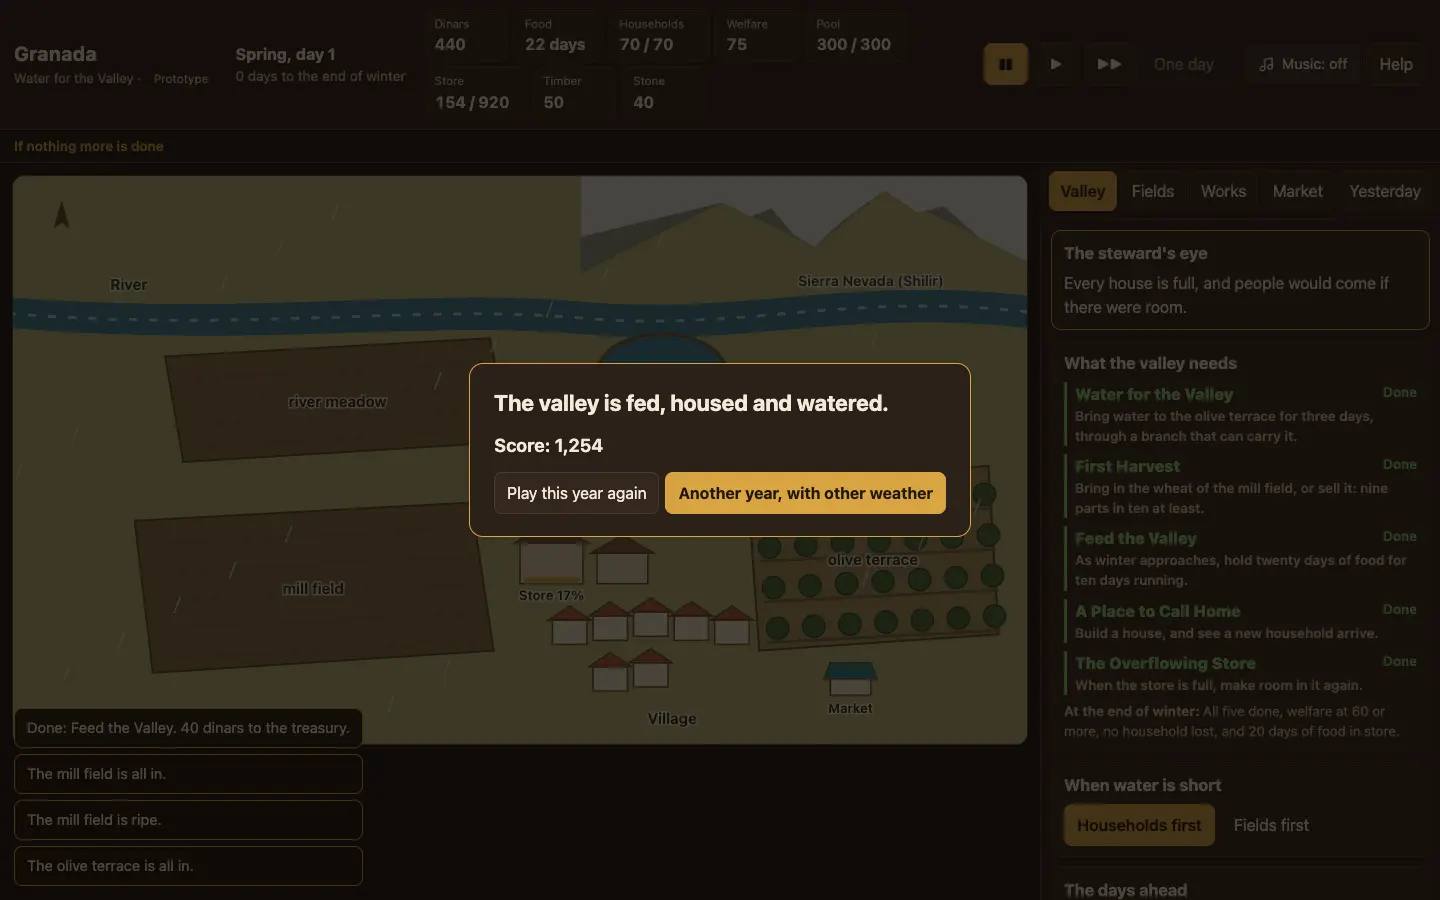 Granada
Water for the Valley · Prototype
Spring, day 1
0 days to the end of winter
Dinars
440
Food
22 days
Households
70 / 70
Welfare
75
Pool
300 / 300
Store
154 / 920
Timber
50
Stone
40
One day
Music: off
Help
If nothing more is done
River
Sierra Nevada (Shilir)
river meadow
mill field
olive terrace
Store 17%
Village
Market
The valley is fed, housed and watered.
Score: 1,254
Play this year again
Another year, with other weather
Done: Feed the Valley. 40 dinars to the treasury.
The mill field is all in.
The mill field is ripe.
The olive terrace is all in.
Valley
Fields
Works
Market
Yesterday
The steward's eye
Every house is full, and people would come if
there were room.
What the valley needs
Water for the Valley
Done
Bring water to the olive terrace for three days,
through a branch that can carry it.
First Harvest
Done
Bring in the wheat of the mill field, or sell it: nine
parts in ten at least.
Feed the Valley
Done
As winter approaches, hold twenty days of food for
ten days running.
A Place to Call Home
Done
Build a house, and see a new household arrive.
The Overflowing Store
Done
When the store is full, make room in it again.
At the end of winter: All five done, welfare at 60 or
more, no household lost, and 20 days of food in store.
When water is short
Households first
Fields first
The days ahead